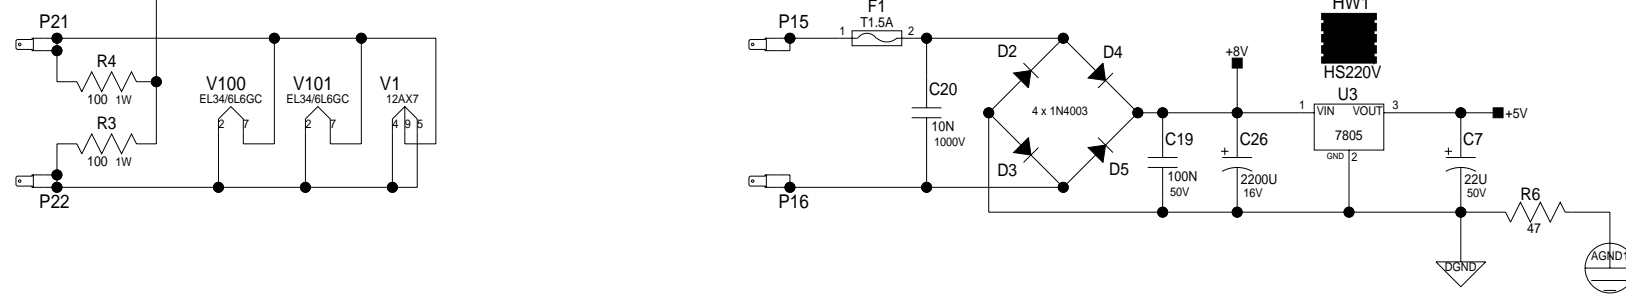 P21
R4
100 1W
R3
100 1W
P22
V100
EL34/6L6GC
2 7
V101
EL34/6L6GC
2 7
V1
12AX7
4 9 5
P15
F1
T1.5A
1 2
P16
C20
10N
1000V
D2
D4
4 x 1N4003
D3
D5
+8V
C19
100N
50V
C26
+
2200U
16V
HW1
HS220V
U3
1 VIN VOUT 3
7805
GND 2
+5V
C7
+
22U
50V
R6
47
DGND
AGND1